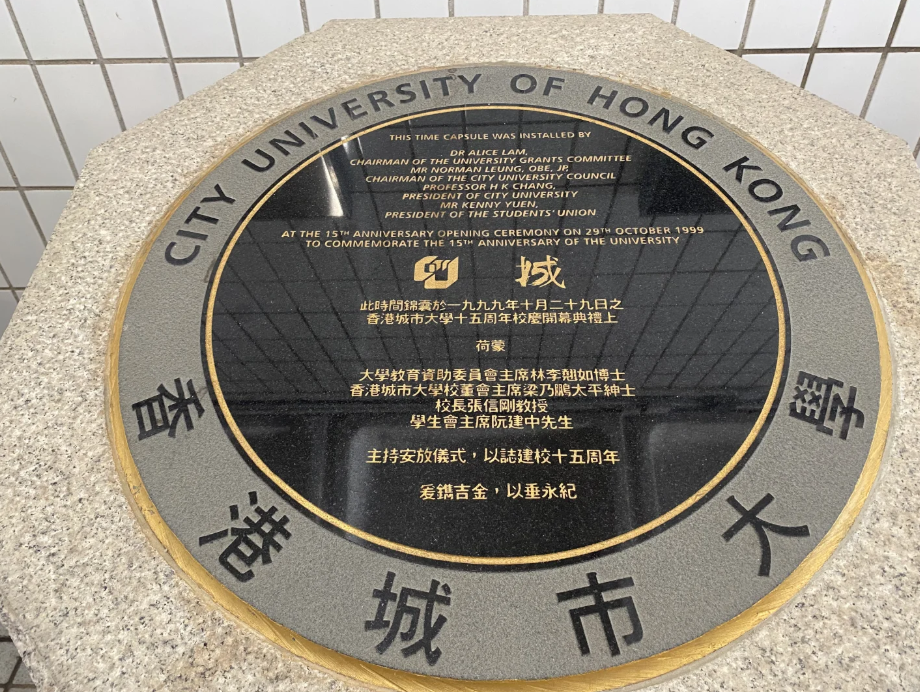 CITY UNIVERSITY OF HONG KONG
THIS TIME CAPSULE WAS INSTALLED BY
DR ALICE LAM,
CHAIRMAN OF THE UNIVERSITY GRANTS COMMITTEE
MR NORMAN LEUNG, OBE, JP,
CHAIRMAN OF THE CITY UNIVERSITY COUNCIL
PROFESSOR H K CHANG,
PRESIDENT OF CITY UNIVERSITY
MR KENNY YUEN,
PRESIDENT OF THE STUDENTS' UNION
AT THE 15TH ANNIVERSARY OPENING CEREMONY ON 29TH OCTOBER 1999
TO COMMEMORATE THE 15TH ANNIVERSARY OF THE UNIVERSITY
城
此時間錦囊於一九九九年十月二十九日之
香港城市大學十五周年校慶開幕典禮上
荷蒙
大學教育資助委員會主席林李翹如博士
香港城市大學校董會主席梁乃鵬太平紳士
校長張信剛教授
學生會主席阮建中先生
主持安放儀式，以誌建校十五周年
爰鐫吉金，以垂永紀
香港城市大學